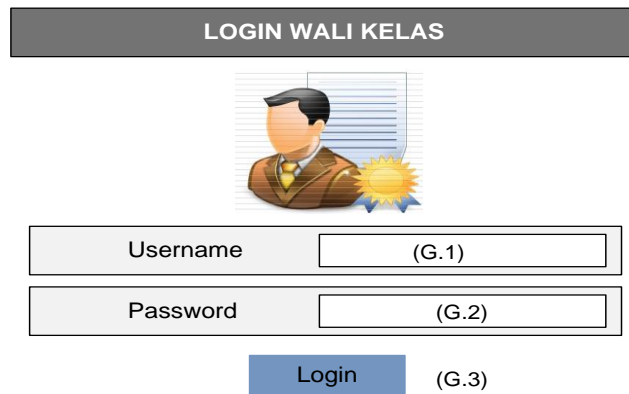 LOGIN WALI KELAS
Username (G.1)
Password (G.2)
Login (G.3)